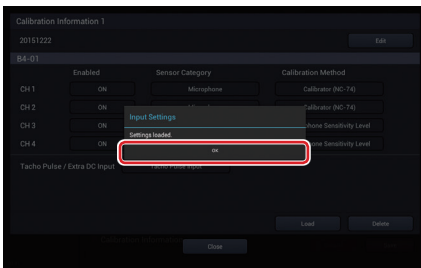 Calibration Information 1
20151222 Edit
B4-01
Enabled Sensor Category Calibration Method
CH 1 ON Microphone Calibrator (NC-74)
CH 2 ON Calibrator (NC-74)
CH 3 ON phone Sensitivity Level
CH 4 ON phone Sensitivity Level
Input Settings
Settings loaded.
OK
Tacho Pulse / Extra DC Input Tacho Pulse Input
Load Delete
Close